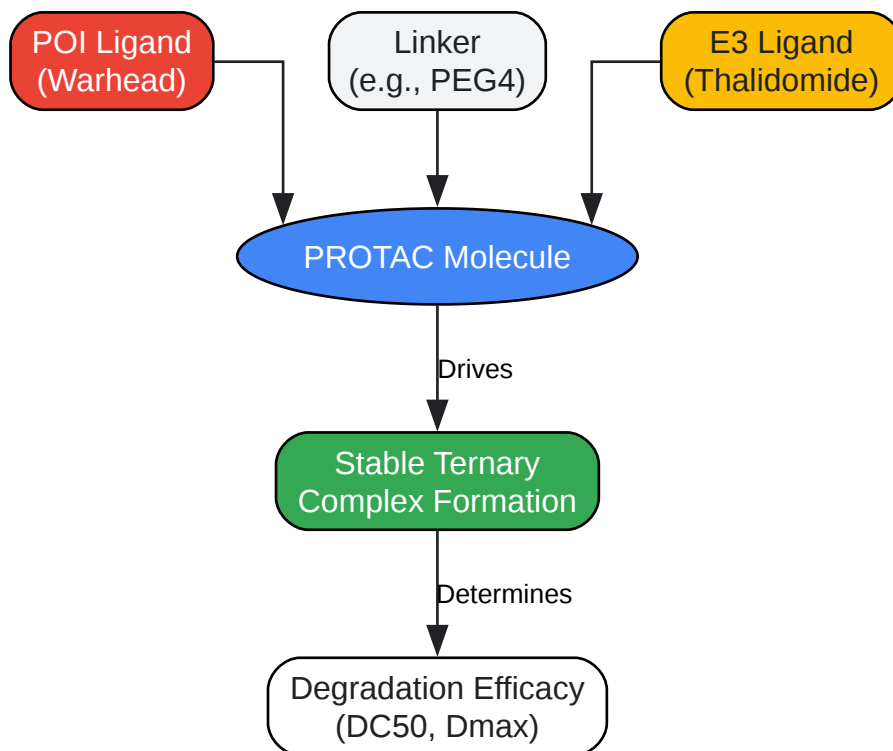 POI Ligand
(Warhead)
Linker
(e.g., PEG4)
E3 Ligand
(Thalidomide)
PROTAC Molecule
Drives
Stable Ternary
Complex Formation
Determines
Degradation Efficacy
(DC50, Dmax)